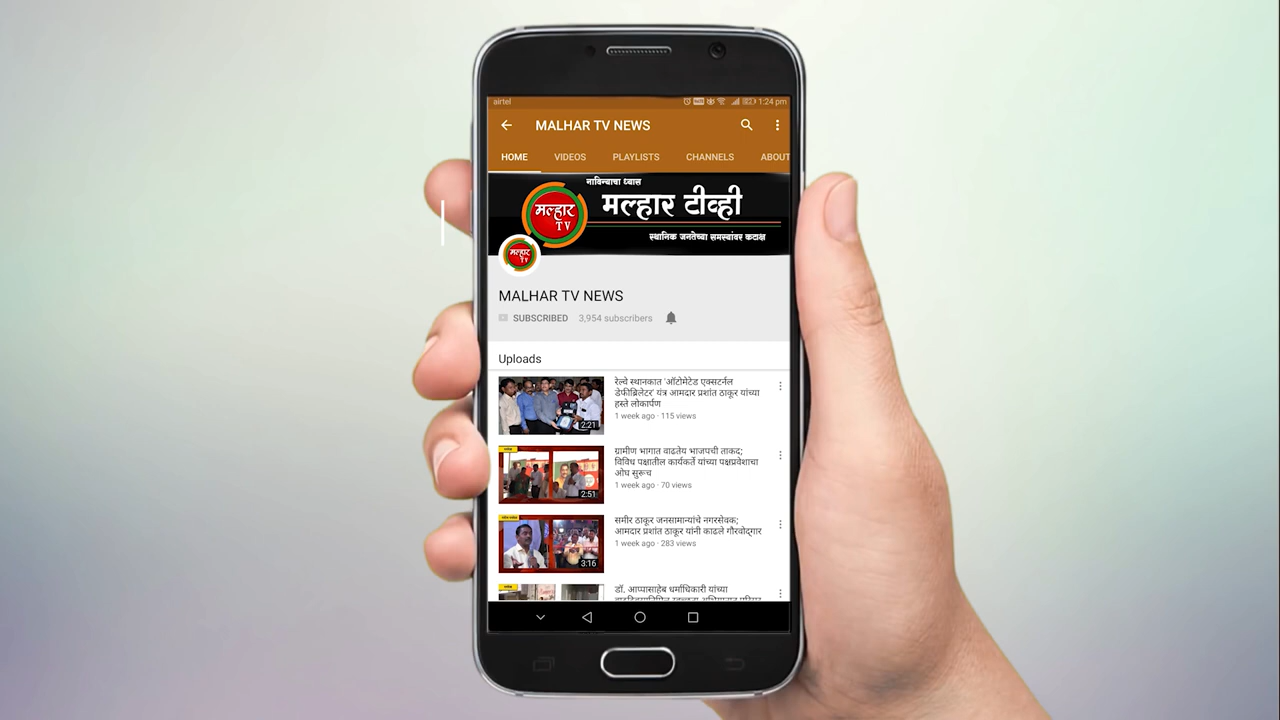 airtel
1:24 pm
MALHAR TV NEWS
HOME VIDEOS PLAYLISTS CHANNELS ABOUT
नाविन्याचा ध्यास
मल्हार टीव्ही
स्थानिक जनतेच्या समस्यांवर कटाक्ष
मल्हार
TV
मल्हार
TV
MALHAR TV NEWS
SUBSCRIBED 3,954 subscribers
Uploads
रेल्वे स्थानकात 'ऑटोमेटेड एक्सटर्नल
डेफीब्रिलेटर' यंत्र आमदार प्रशांत ठाकूर यांच्या
हस्ते लोकार्पण
1 week ago · 115 views
2:21
ग्रामीण भागात वाढतेय भाजपची ताकद;
विविध पक्षातील कार्यकर्ते यांच्या पक्षप्रवेशाचा
ओघ सुरूच
1 week ago · 70 views
2:51
समीर ठाकूर जनसामान्यांचे नगरसेवक;
आमदार प्रशांत ठाकूर यांनी काढले गौरवोद्गार
1 week ago · 283 views
3:16
डॉ. आप्पासाहेब धर्माधिकारी यांच्या